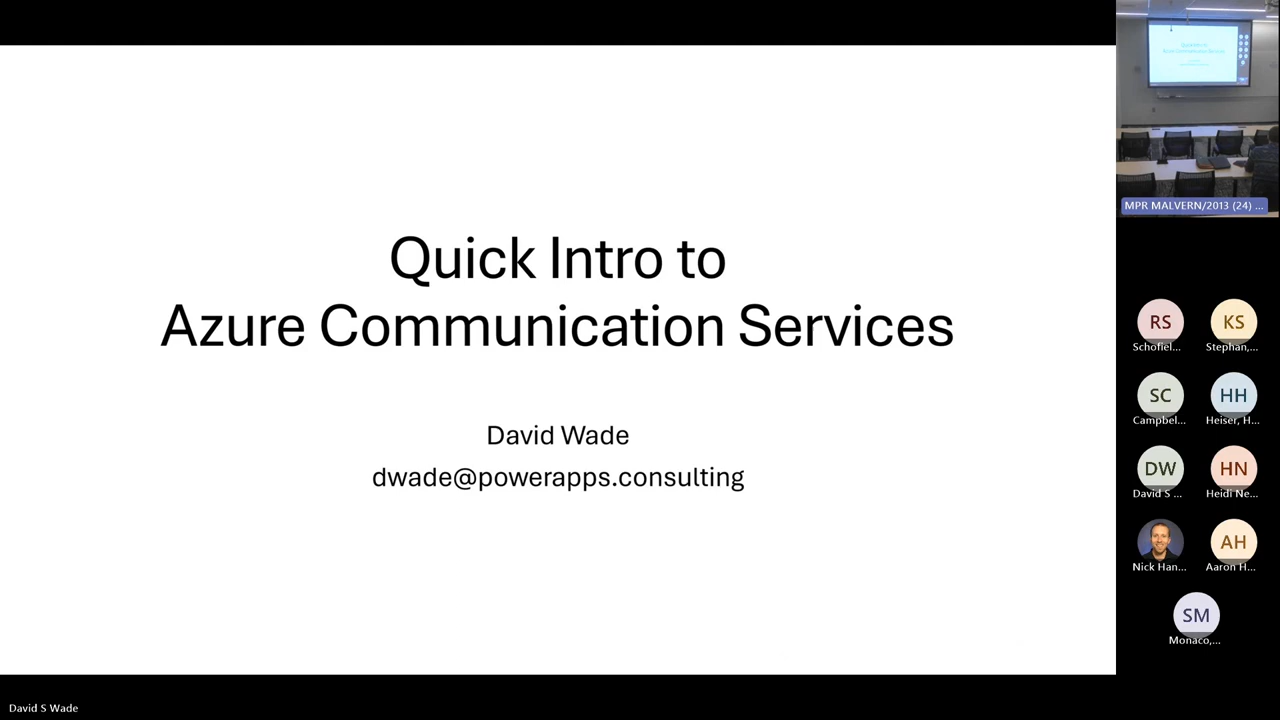 Quick Intro to
Azure Communication Services
David Wade
dwade@powerapps.consulting
MPR MALVERN/2013 (24) ...
RS
Schofiel...
KS
Stephan,...
SC
Campbel...
HH
Heiser, H...
DW
David S ...
HN
Heidi Ne...
Nick Han...
AH
Aaron H...
SM
Monaco,...
David S Wade